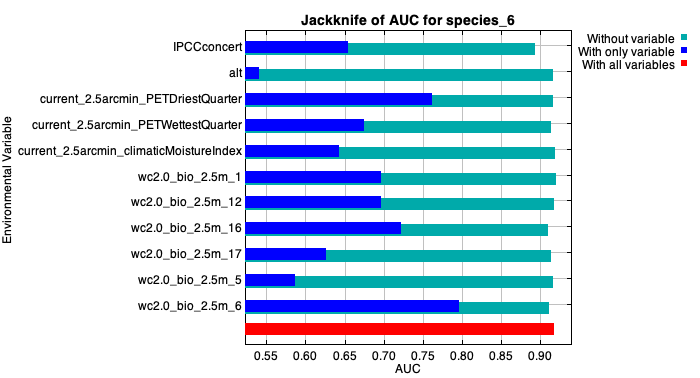 Jackknife of AUC for species_6
Without variable
With only variable
With all variables
Environmental Variable
IPCCconcert
alt
current_2.5arcmin_PETDriestQuarter
current_2.5arcmin_PETWettestQuarter
current_2.5arcmin_climaticMoistureIndex
wc2.0_bio_2.5m_1
wc2.0_bio_2.5m_12
wc2.0_bio_2.5m_16
wc2.0_bio_2.5m_17
wc2.0_bio_2.5m_5
wc2.0_bio_2.5m_6
0.55 0.60 0.65 0.70 0.75 0.80 0.85 0.90
AUC